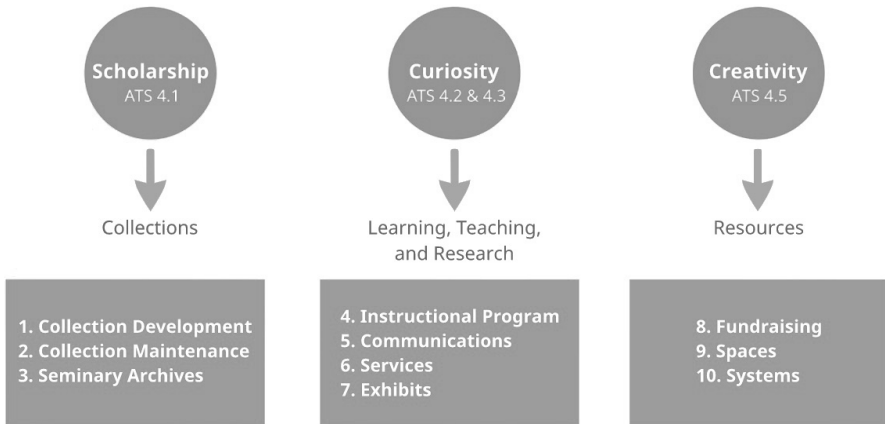 Scholarship
ATS 4.1
Collections
1. Collection Development
2. Collection Maintenance
3. Seminary Archives
Curiosity
ATS 4.2 & 4.3
Learning, Teaching,
and Research
4. Instructional Program
5. Communications
6. Services
7. Exhibits
Creativity
ATS 4.5
Resources
8. Fundraising
9. Spaces
10. Systems